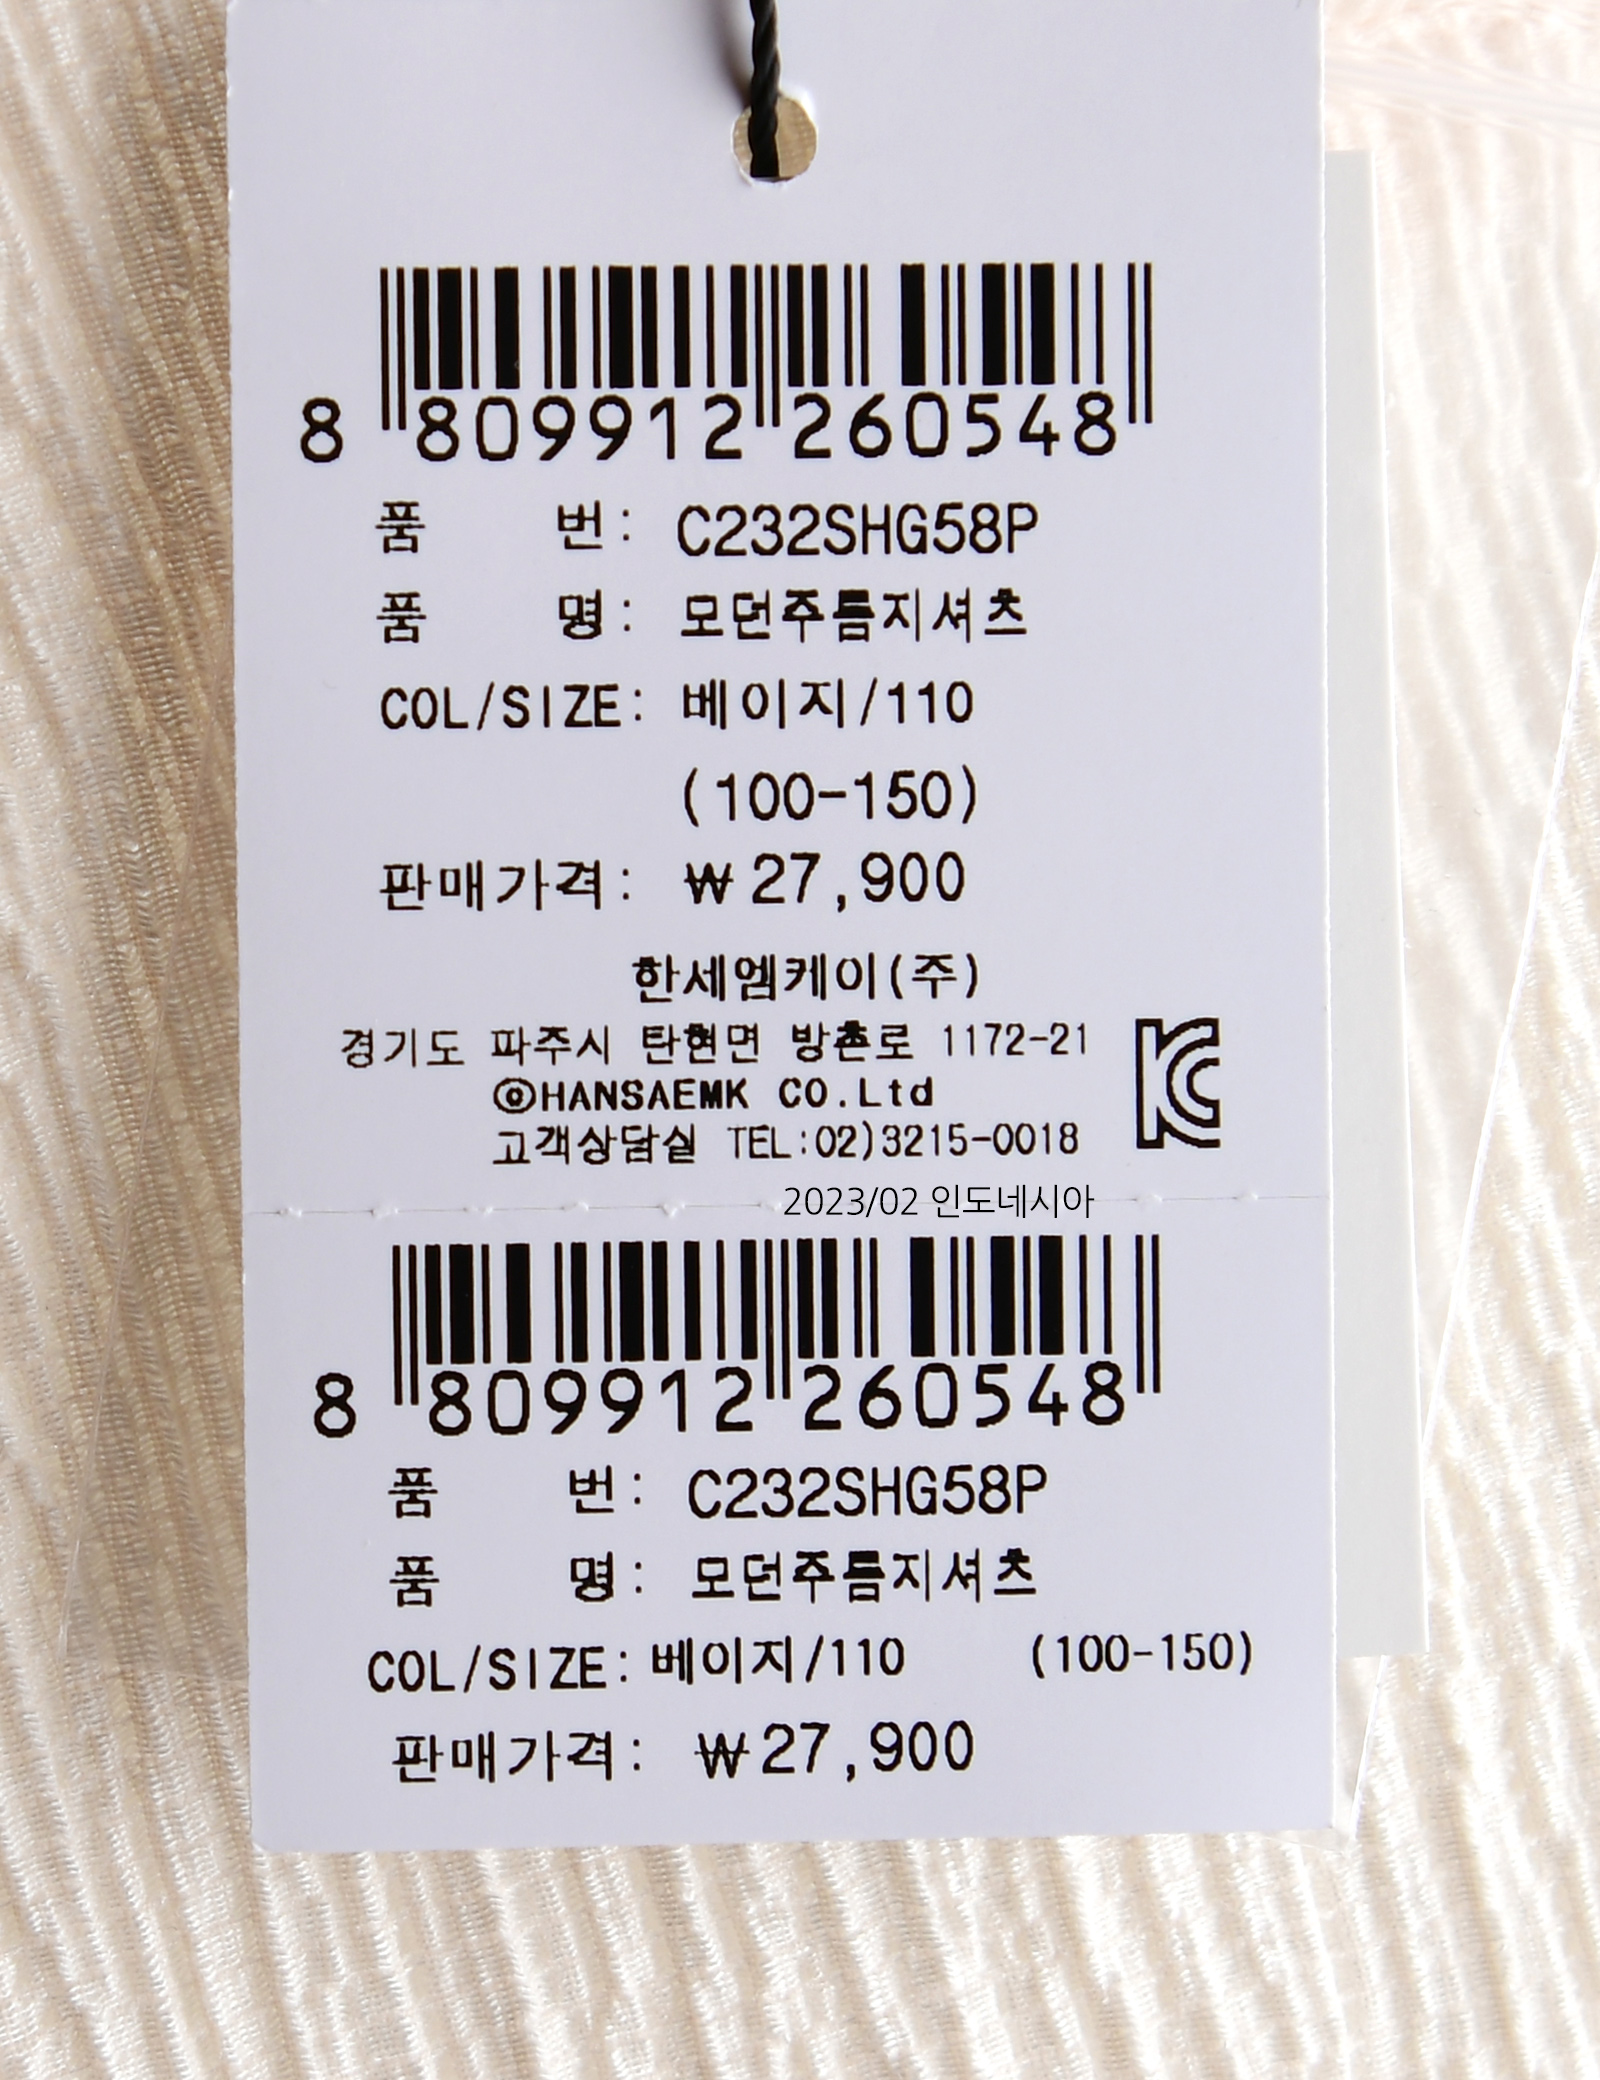 8 809912 260548
품 번: C232SHG58P
품 명: 모던주름지셔츠
COL/SIZE: 베이지/110
(100-150)
판매가격: ₩27,900
한세엠케이(주)
경기도 파주시 탄현면 방촌로 1172-21
ⓒHANSAEMK CO.Ltd
고객상담실 TEL:02)3215-0018
KC
2023/02 인도네시아
8 809912 260548
품 번: C232SHG58P
품 명: 모던주름지셔츠
COL/SIZE: 베이지/110 (100-150)
판매가격: ₩27,900